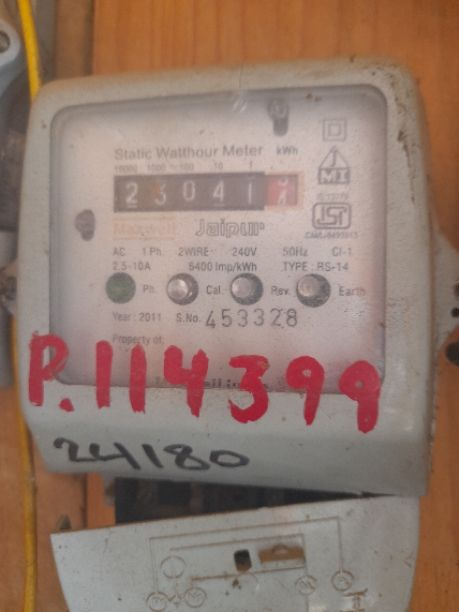 Static Watthour Meter kWh
10000 1000 100 10 1
2 3 0 4 1
Maxwell Jaipur
AC 1 Ph. 2WIRE 240V 50Hz Cl-1
2.5-10A 6400 Imp/kWh TYPE : RS-14
Ph. Cal. Rev. Earth
Year : 2011 S.No. 453328
Property of:
P.114399
24180